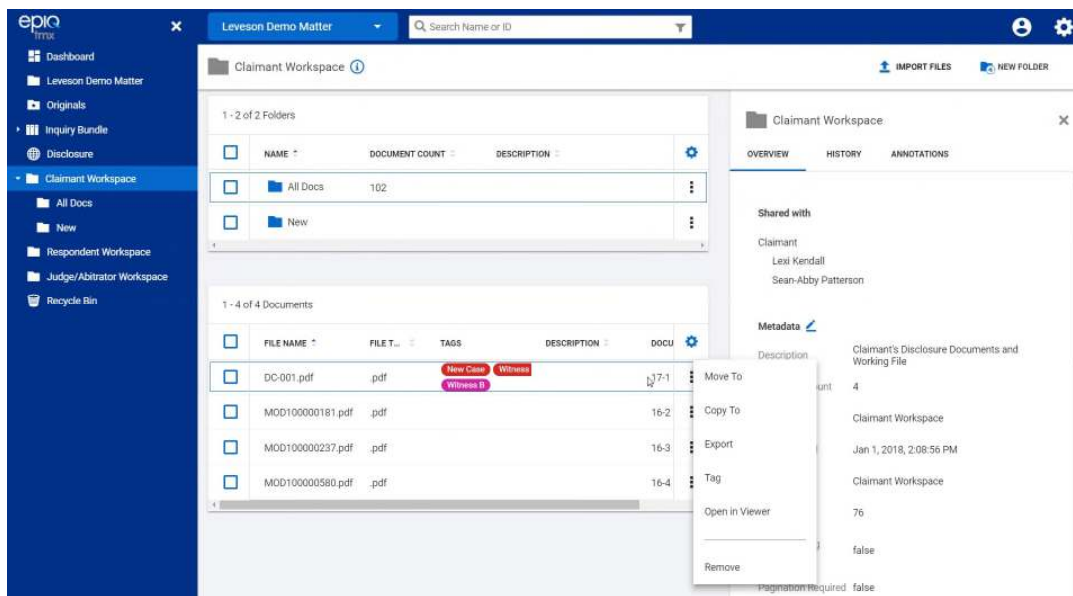 epiq
fmx
Dashboard
Leveson Demo Matter
Originals
Inquiry Bundle
Disclosure
Claimant Workspace
All Docs
New
Respondent Workspace
Judge/Abitrator Workspace
Recycle Bin
Leveson Demo Matter
Search Name or ID
Claimant Workspace
IMPORT FILES
NEW FOLDER
1 - 2 of 2 Folders
NAME DOCUMENT COUNT DESCRIPTION
All Docs 102
New
1 - 4 of 4 Documents
FILE NAME FILE T... TAGS DESCRIPTION DOCU
DC-001.pdf .pdf New Case Witness 17-1
Witness B
MOD100000181.pdf .pdf 16-2
MOD100000237.pdf .pdf 16-3
MOD100000580.pdf .pdf 16-4
Move To
Copy To
Export
Tag
Open in Viewer
Remove
Claimant Workspace
OVERVIEW HISTORY ANNOTATIONS
Shared with
Claimant
Lexi Kendall
Sean-Abby Patterson
Metadata
Description Claimant's Disclosure Documents and
Working File
unt 4
Claimant Workspace
Jan 1, 2018, 2:08:56 PM
Claimant Workspace
76
false
Pagination Required false